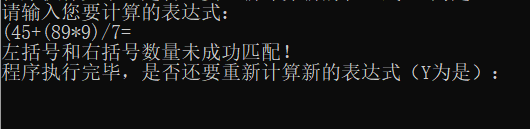 请输入您要计算的表达式：
(45+(89*9)/7=
左括号和右括号数量未成功匹配！
程序执行完毕，是否还要重新计算新的表达式（Y为是）：